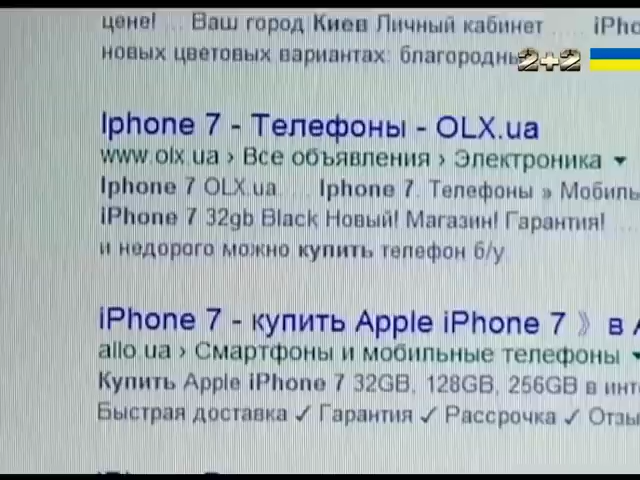 цене! ... Ваш город Киев Личный кабинет ... iPho
новых цветовых вариантах: благородны
2+2
Iphone 7 - Телефоны - OLX.ua
www.olx.ua › Все объявления › Электроника
Iphone 7 OLX.ua. ... Iphone 7. Телефоны » Мобиль
iPhone 7 32gb Black Новый! Магазин! Гарантия! ...
и недорого можно купить телефон б/у
iPhone 7 - купить Apple iPhone 7 》 в А
allo.ua › Смартфоны и мобильные телефоны
Купить Apple iPhone 7 32GB, 128GB, 256GB в инт
Быстрая доставка ✓ Гарантия ✓ Рассрочка ✓ Отзы